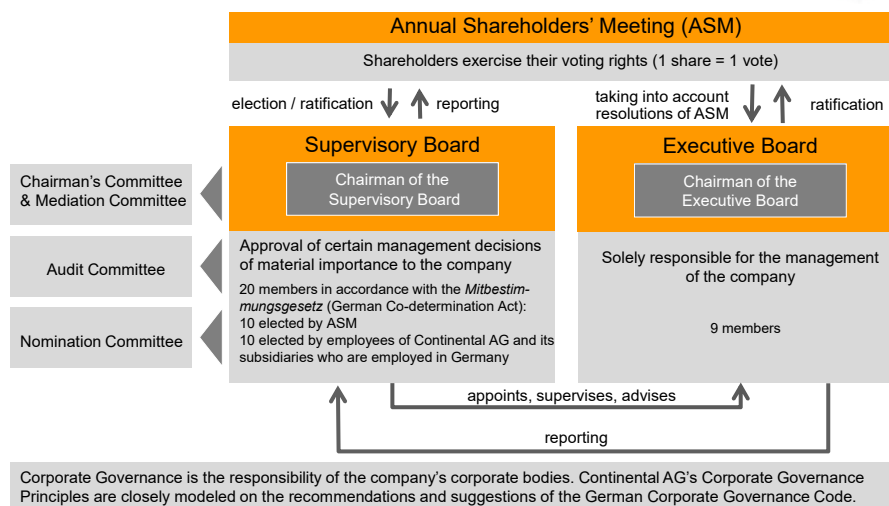 Annual Shareholders’ Meeting (ASM)
Shareholders exercise their voting rights (1 share = 1 vote)
election / ratification
reporting
taking into account
resolutions of ASM
ratification
Supervisory Board
Chairman of the
Supervisory Board
Executive Board
Chairman of the
Executive Board
Chairman’s Committee
& Mediation Committee
Audit Committee
Nomination Committee
Approval of certain management decisions
of material importance to the company
20 members in accordance with the Mitbestim-
mungsgesetz (German Co-determination Act):
10 elected by ASM
10 elected by employees of Continental AG and its
subsidiaries who are employed in Germany
Solely responsible for the management
of the company
9 members
appoints, supervises, advises
reporting
Corporate Governance is the responsibility of the company’s corporate bodies. Continental AG’s Corporate Governance
Principles are closely modeled on the recommendations and suggestions of the German Corporate Governance Code.